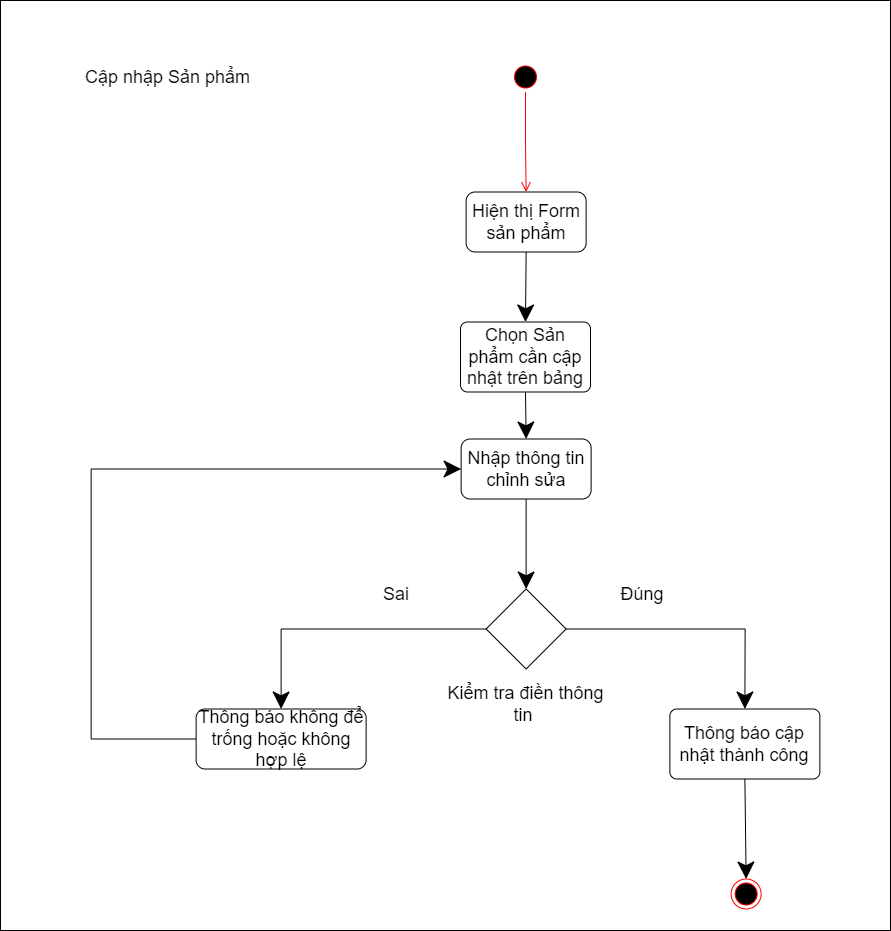 Cập nhập Sản phẩm
Hiện thị Form
sản phẩm
Chọn Sản
phẩm cần cập
nhật trên bảng
Nhập thông tin
chỉnh sửa
Sai
Đúng
Kiểm tra điền thông
tin
Thông báo không để
trống hoặc không
hợp lệ
Thông báo cập
nhật thành công